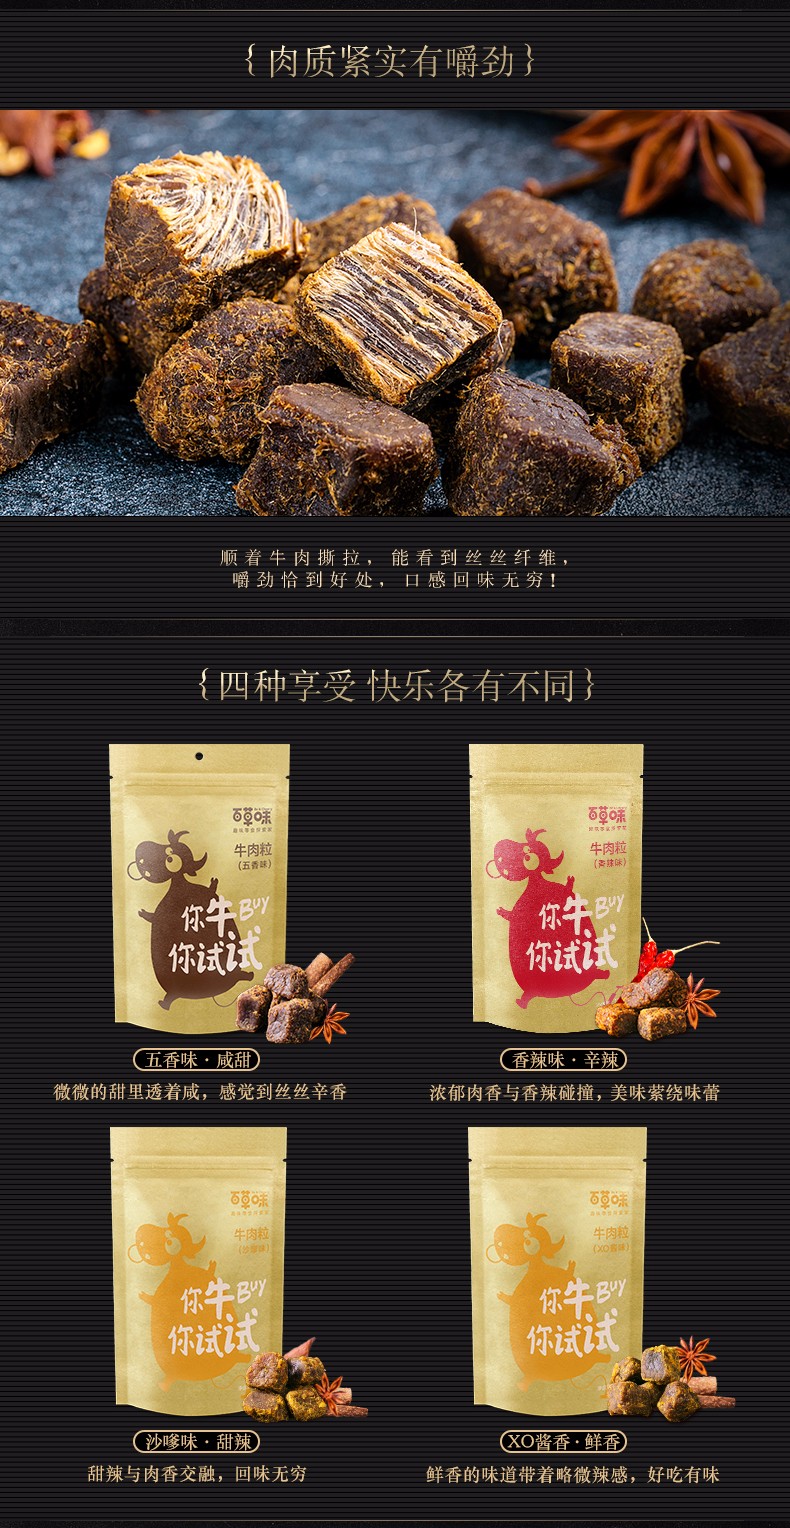 { 肉质紧实有嚼劲 }
顺着牛肉撕拉，能看到丝丝纤维，
嚼劲恰到好处，口感回味无穷！
{ 四种享受 快乐各有不同 }
百草味
牛肉粒
（五香味）
你牛Buy
你试试
百草味
牛肉粒
（香辣味）
你牛Buy
你试试
五香味·咸甜
香辣味·辛辣
微微的甜里透着咸，感觉到丝丝辛香
浓郁肉香与香辣碰撞，美味萦绕味蕾
百草味
牛肉粒
（沙嗲味）
你牛Buy
你试试
百草味
牛肉粒
你牛Buy
你试试
沙嗲味·甜辣
XO酱香·鲜香
甜辣与肉香交融，回味无穷
鲜香的味道带着略微辣感，好吃有味